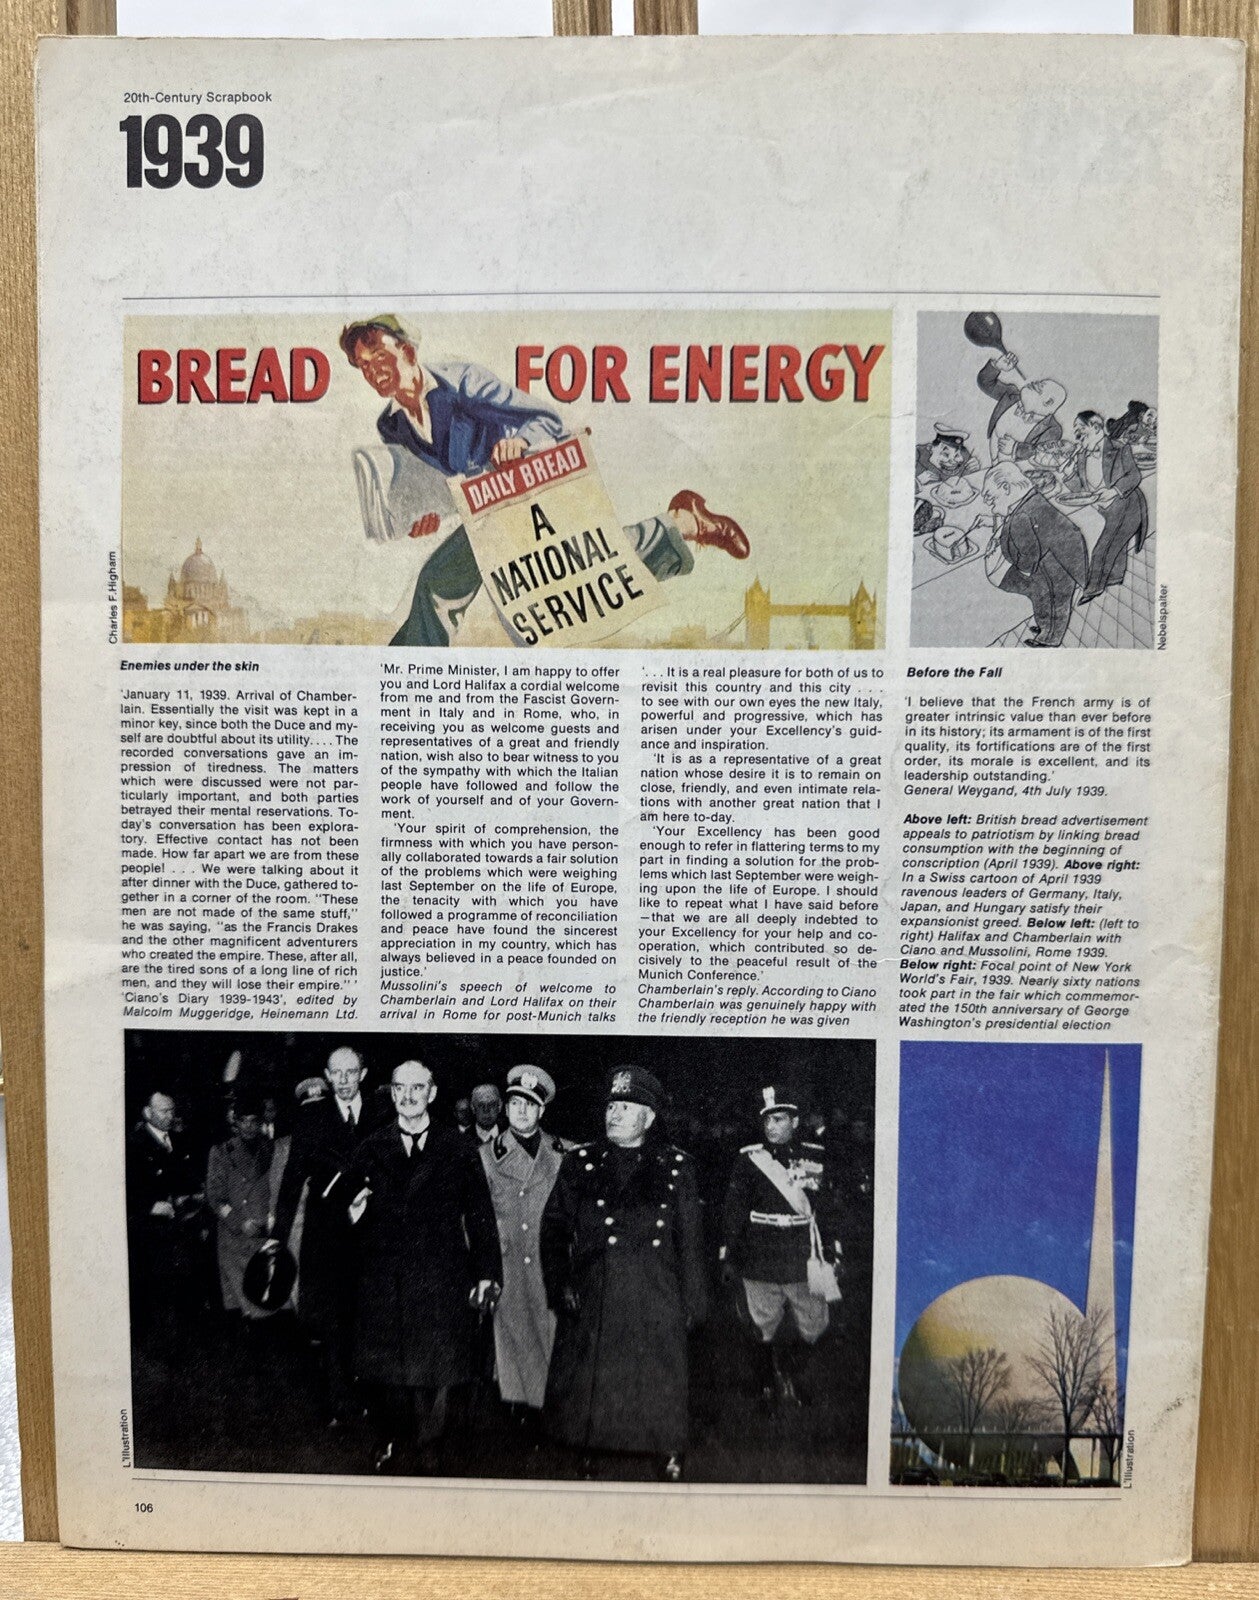 20th-Century Scrapbook
1939
BREAD FOR ENERGY
DAILY BREAD
A
NATIONAL
SERVICE
Charles F.Higham
Nebelspalter
Enemies under the skin
'January 11, 1939. Arrival of Chamber-
lain. Essentially the visit was kept in a
minor key, since both the Duce and my-
self are doubtful about its utility. . . . The
recorded conversations gave an im-
pression of tiredness. The matters
which were discussed were not par-
ticularly important, and both parties
betrayed their mental reservations. To-
day's conversation has been explora-
tory. Effective contact has not been
made. How far apart we are from these
people! . . . We were talking about it
after dinner with the Duce, gathered to-
gether in a corner of the room. "These
men are not made of the same stuff,"
he was saying, "as the Francis Drakes
and the other magnificent adventurers
who created the empire. These, after all,
are the tired sons of a long line of rich
men, and they will lose their empire." '
'Ciano's Diary 1939-1943', edited by
Malcolm Muggeridge, Heinemann Ltd.
'Mr. Prime Minister, I am happy to offer
you and Lord Halifax a cordial welcome
from me and from the Fascist Govern-
ment in Italy and in Rome, who, in
receiving you as welcome guests and
representatives of a great and friendly
nation, wish also to bear witness to you
of the sympathy with which the Italian
people have followed and follow the
work of yourself and of your Govern-
ment.
'Your spirit of comprehension, the
firmness with which you have person-
ally collaborated towards a fair solution
of the problems which were weighing
last September on the life of Europe,
the tenacity with which you have
followed a programme of reconciliation
and peace have found the sincerest
appreciation in my country, which has
always believed in a peace founded on
justice.'
Mussolini's speech of welcome to
Chamberlain and Lord Halifax on their
arrival in Rome for post-Munich talks
'. . . It is a real pleasure for both of us to
revisit this country and this city . . .
to see with our own eyes the new Italy,
powerful and progressive, which has
arisen under your Excellency's guid-
ance and inspiration.
'It is as a representative of a great
nation whose desire it is to remain on
close, friendly, and even intimate rela-
tions with another great nation that I
am here to-day.
'Your Excellency has been good
enough to refer in flattering terms to my
part in finding a solution for the prob-
lems which last September were weigh-
ing upon the life of Europe. I should
like to repeat what I have said before
—that we are all deeply indebted to
your Excellency for your help and co-
operation, which contributed so de-
cisively to the peaceful result of the
Munich Conference.'
Chamberlain's reply. According to Ciano
Chamberlain was genuinely happy with
the friendly reception he was given
Before the Fall
'I believe that the French army is of
greater intrinsic value than ever before
in its history; its armament is of the first
quality, its fortifications are of the first
order, its morale is excellent, and its
leadership outstanding.'
General Weygand, 4th July 1939.
Above left: British bread advertisement
appeals to patriotism by linking bread
consumption with the beginning of
conscription (April 1939). Above right:
In a Swiss cartoon of April 1939
ravenous leaders of Germany, Italy,
Japan, and Hungary satisfy their
expansionist greed. Below left: (left to
right) Halifax and Chamberlain with
Ciano and Mussolini, Rome 1939.
Below right: Focal point of New York
World's Fair, 1939. Nearly sixty nations
took part in the fair which commemor-
ated the 150th anniversary of George
Washington's presidential election
L'Illustration
L'Illustration
106